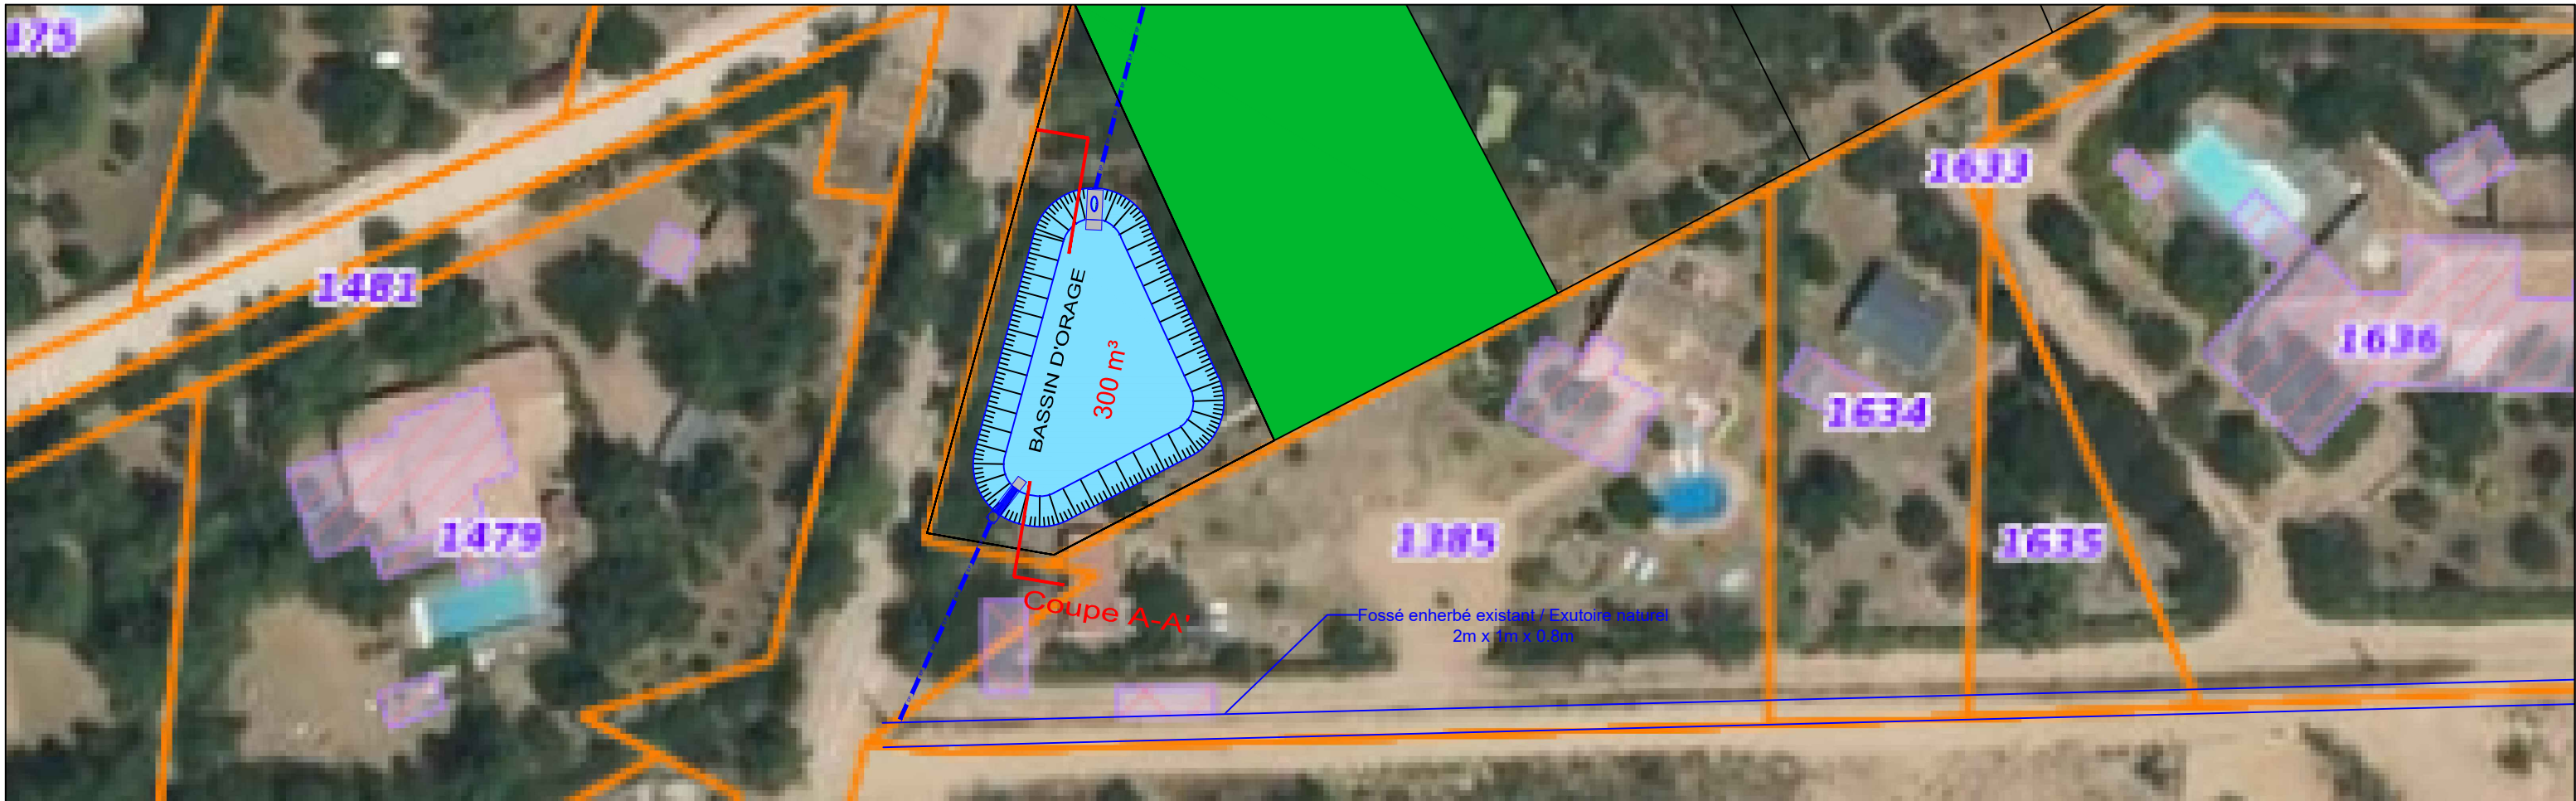 475
1633
1481
BASSIN D'ORAGE
300 m³
1636
1634
1479
1385
1635
Coupe A-A'
Fossé enherbé existant / Exutoire naturel
2m x 1m x 0.8m